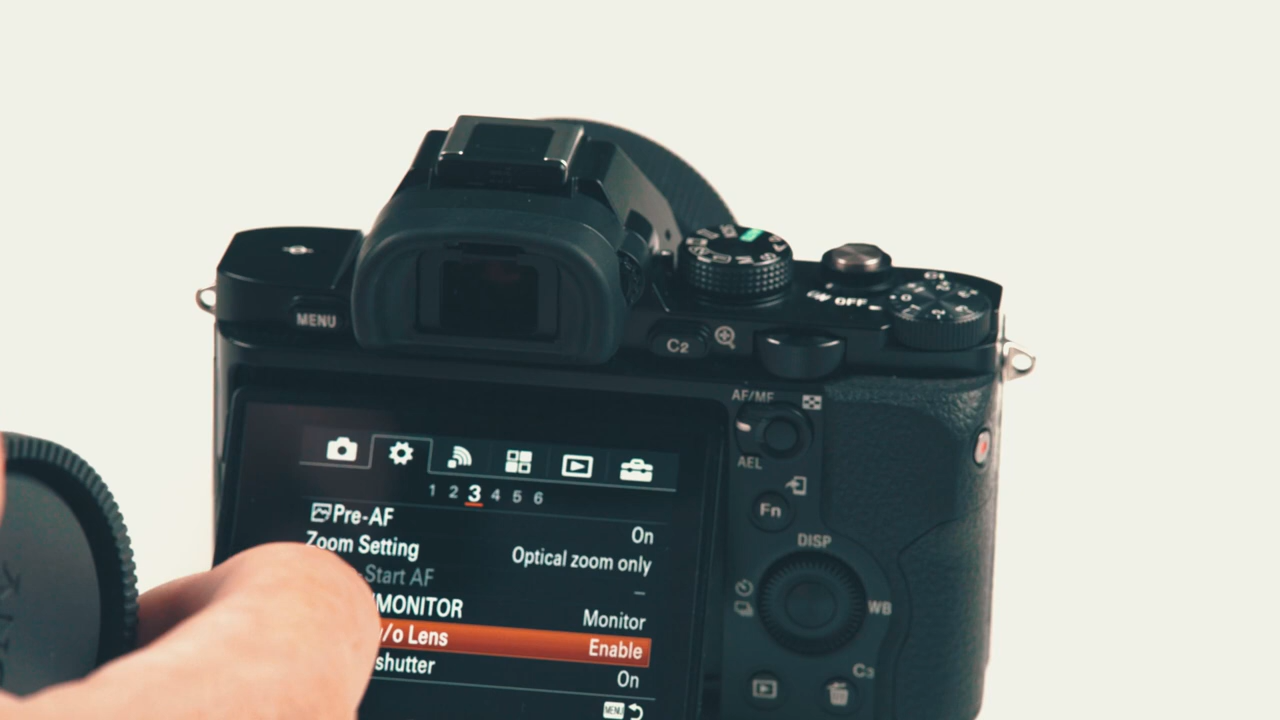 MENU
C2
OFF
AF/MF
AEL
Fn
DISP
WB
C3
1 2 3 4 5 6
Pre-AF On
Zoom Setting Optical zoom only
Start AF –
/MONITOR Monitor
/o Lens Enable
shutter On
MENU